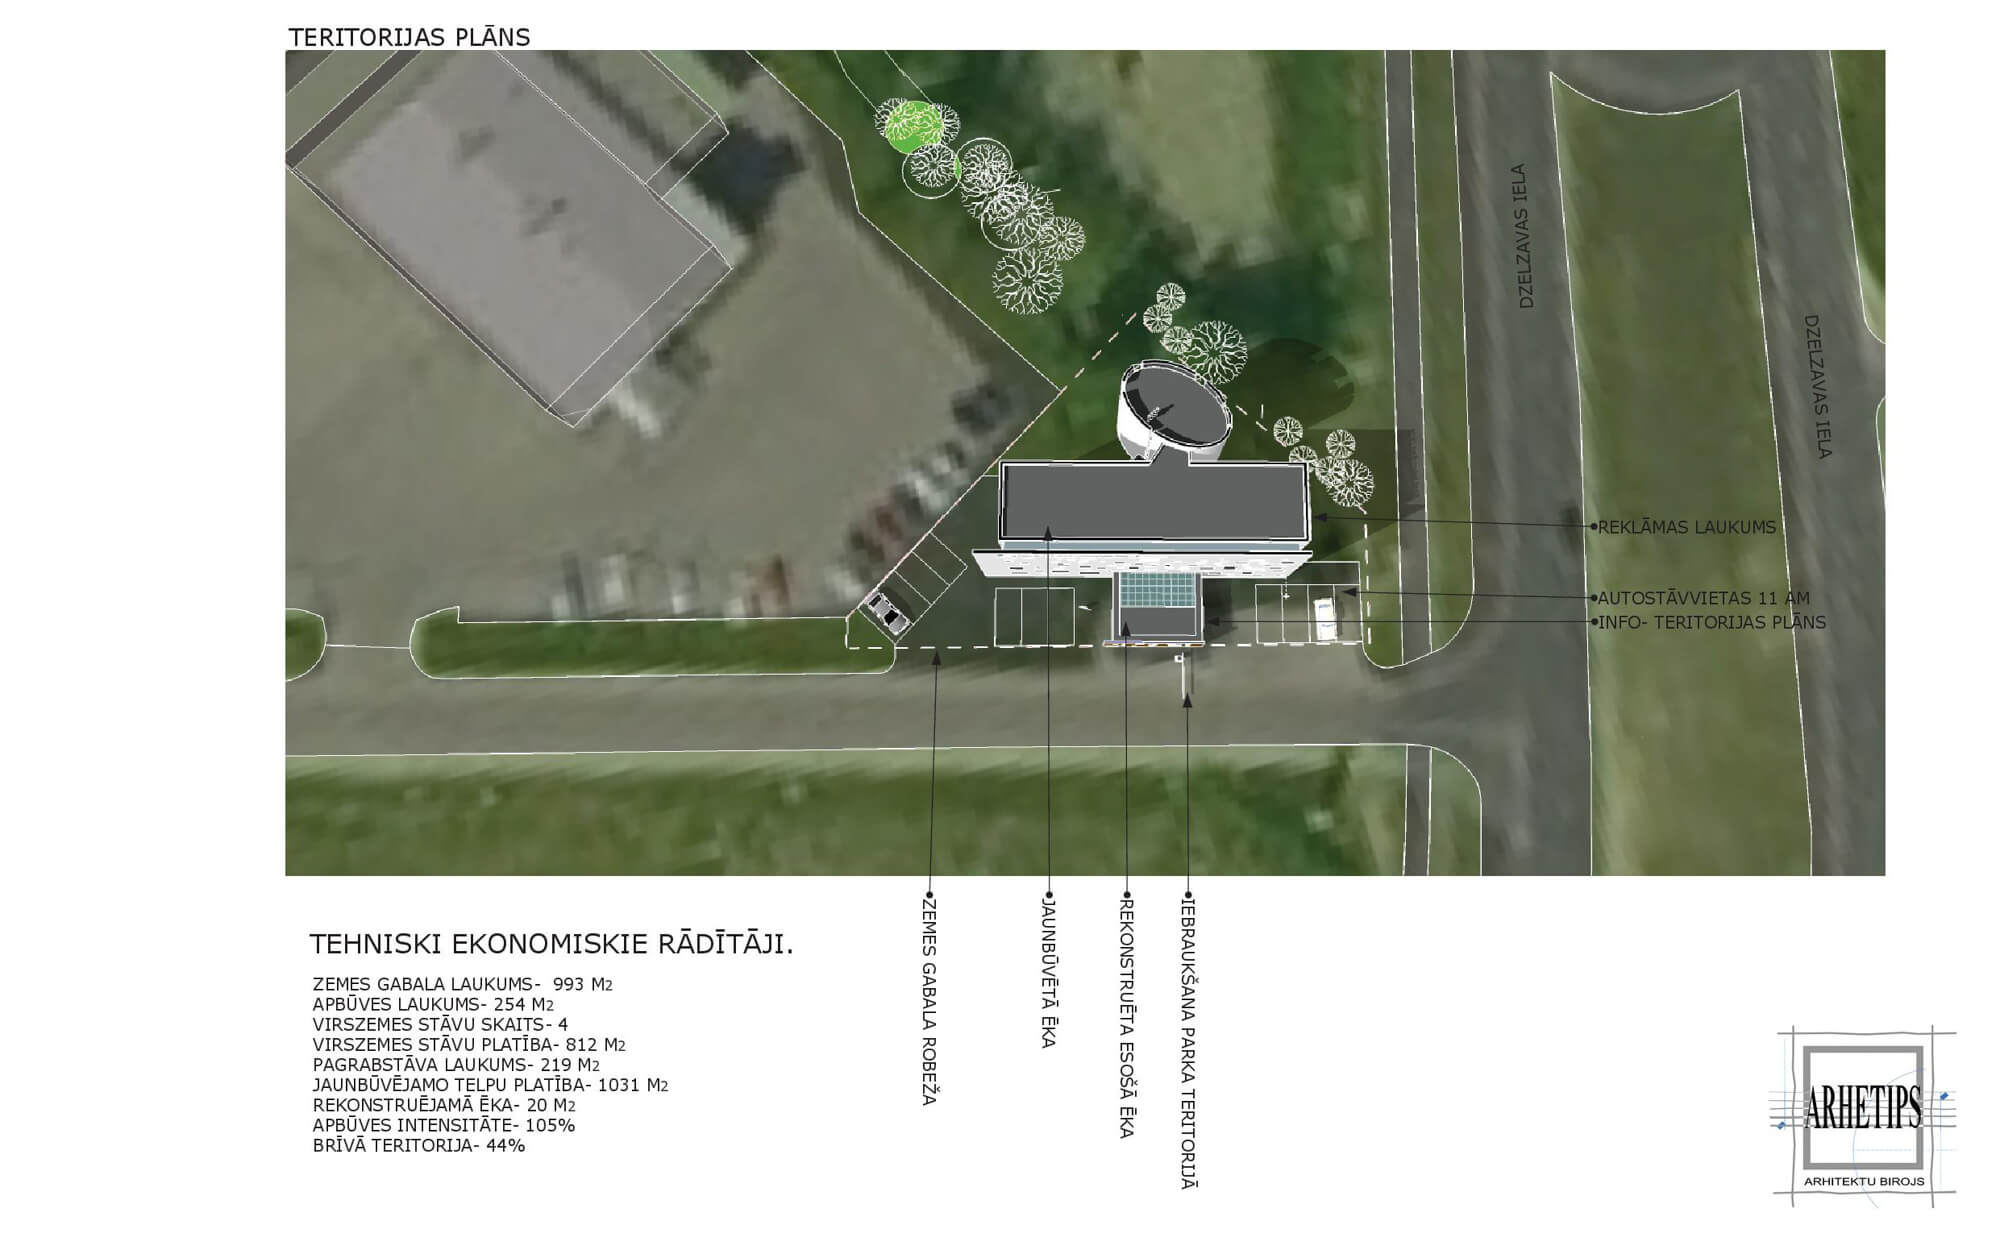 TERITORIJAS PLĀNS
DZELZAVAS IELA
DZELZAVAS IELA
REKLĀMAS LAUKUMS
AUTOSTĀVVIETAS 11 AM
INFO- TERITORIJAS PLĀNS
ZEMES GABALA ROBEŽA
JAUNBŪVĒTĀ ĒKA
REKONSTRUĒTA ESOŠĀ ĒKA
IEBRAUKŠANA PARKA TERITORIJĀ
TEHNISKI EKONOMISKIE RĀDĪTĀJI.
ZEMES GABALA LAUKUMS- 993 M2
APBŪVES LAUKUMS- 254 M2
VIRSZEMES STĀVU SKAITS- 4
VIRSZEMES STĀVU PLATĪBA- 812 M2
PAGRABSTĀVA LAUKUMS- 219 M2
JAUNBŪVĒJAMO TELPU PLATĪBA- 1031 M2
REKONSTRUĒJAMĀ ĒKA- 20 M2
APBŪVES INTENSITĀTE- 105%
BRĪVĀ TERITORIJA- 44%
ARHETIPS
ARHITEKTU BIROJS